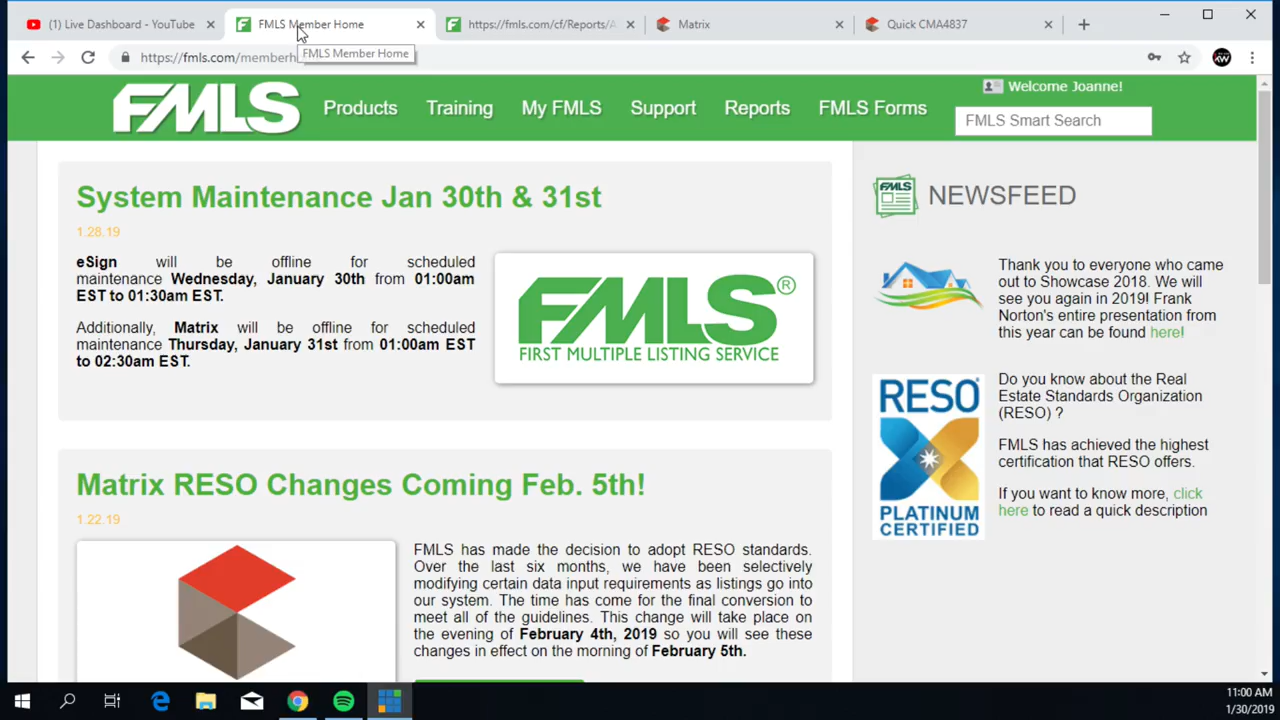 (1) Live Dashboard - YouTube
FMLS Member Home
https://fmls.com/cf/Reports/A
Matrix
Quick CMA4837
https://fmls.com/memberh
FMLS Member Home
KW
FMLS
Products
Training
My FMLS
Support
Reports
FMLS Forms
Welcome Joanne!
FMLS Smart Search
System Maintenance Jan 30th & 31st
1.28.19
eSign will be offline for scheduled
maintenance Wednesday, January 30th from 01:00am
EST to 01:30am EST.
Additionally, Matrix will be offline for scheduled
maintenance Thursday, January 31st from 01:00am EST
to 02:30am EST.
FMLS®
FIRST MULTIPLE LISTING SERVICE
Matrix RESO Changes Coming Feb. 5th!
1.22.19
FMLS has made the decision to adopt RESO standards.
Over the last six months, we have been selectively
modifying certain data input requirements as listings go into
our system. The time has come for the final conversion to
meet all of the guidelines. This change will take place on
the evening of February 4th, 2019 so you will see these
changes in effect on the morning of February 5th.
FMLS
NEWSFEED
Thank you to everyone who came
out to Showcase 2018. We will
see you again in 2019! Frank
Norton's entire presentation from
this year can be found here!
RESO
PLATINUM
CERTIFIED
Do you know about the Real
Estate Standards Organization
(RESO) ?
FMLS has achieved the highest
certification that RESO offers.
If you want to know more, click
here to read a quick description
11:00 AM
1/30/2019